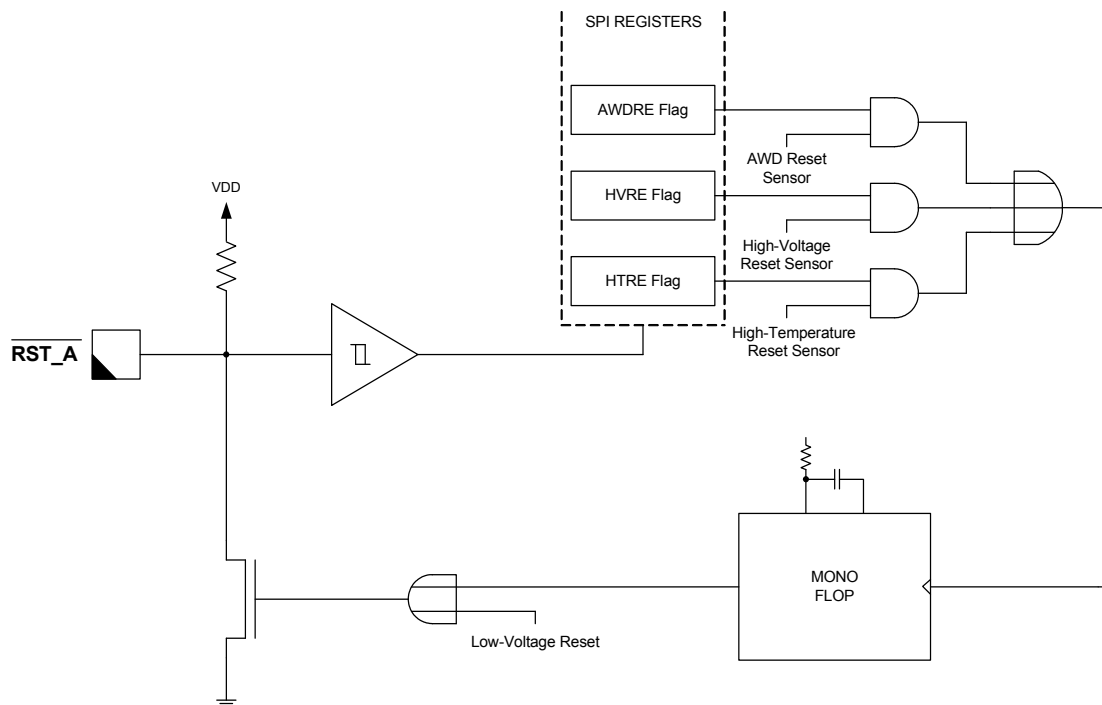 SPI REGISTERS
AWDRE Flag
AWD Reset
Sensor
VDD
HVRE Flag
High-Voltage
Reset Sensor
HTRE Flag
High-Temperature
Reset Sensor
RST_A
MONO
FLOP
Low-Voltage Reset